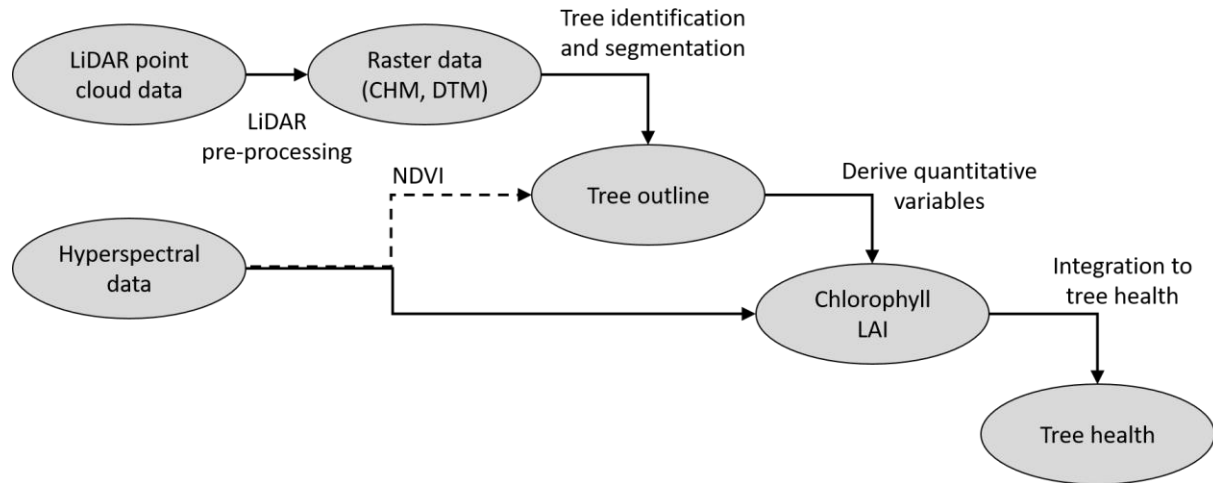 Tree identification
and segmentation
LiDAR point
cloud data
Raster data
(CHM, DTM)
LiDAR
pre-processing
NDVI
Tree outline
Derive quantitative
variables
Hyperspectral
data
Chlorophyll
LAI
Integration to
tree health
Tree health